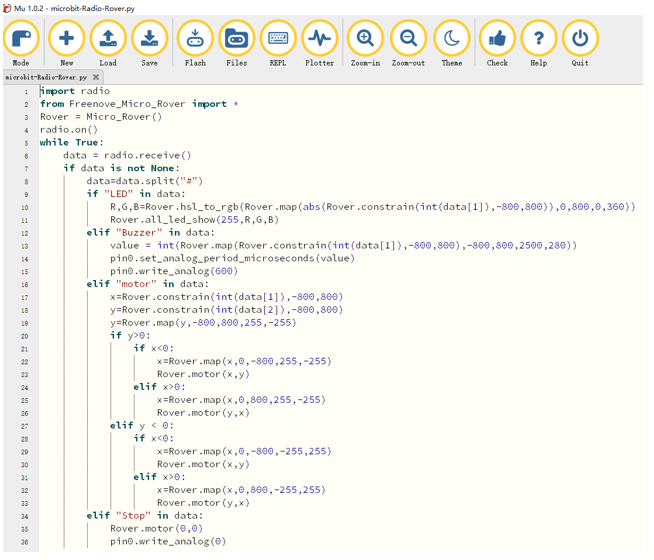 Mu 1.0.2 - microbit-Radio-Rover.py
Mode New Load Save Flash Files REPL Plotter Zoom-in Zoom-out Theme Check Help Quit
microbit-Radio-Rover.py
1 import radio
2 from Freenove_Micro_Rover import *
3 Rover = Micro_Rover()
4 radio.on()
5 while True:
6     data = radio.receive()
7     if data is not None:
8         data=data.split("#")
9         if "LED" in data:
10             R,G,B=Rover.hsl_to_rgb(Rover.map(abs(Rover.constrain(int(data[1]),-800,800)),0,800,0,360))
11             Rover.all_led_show(255,R,G,B)
12         elif "Buzzer" in data:
13             value = int(Rover.map(Rover.constrain(int(data[1]),-800,800),-800,800,2500,280))
14             pin0.set_analog_period_microseconds(value)
15             pin0.write_analog(600)
16         elif "motor" in data:
17             x=Rover.constrain(int(data[1]),-800,800)
18             y=Rover.constrain(int(data[2]),-800,800)
19             y=Rover.map(y,-800,800,255,-255)
20             if y>0:
21                 if x<0:
22                     x=Rover.map(x,0,-800,255,-255)
23                     Rover.motor(x,y)
24                 elif x>0:
25                     x=Rover.map(x,0,800,255,-255)
26                     Rover.motor(y,x)
27             elif y < 0:
28                 if x<0:
29                     x=Rover.map(x,0,-800,-255,255)
30                     Rover.motor(x,y)
31                 elif x>0:
32                     x=Rover.map(x,0,800,-255,255)
33                     Rover.motor(y,x)
34         elif "Stop" in data:
35             Rover.motor(0,0)
36             pin0.write_analog(0)